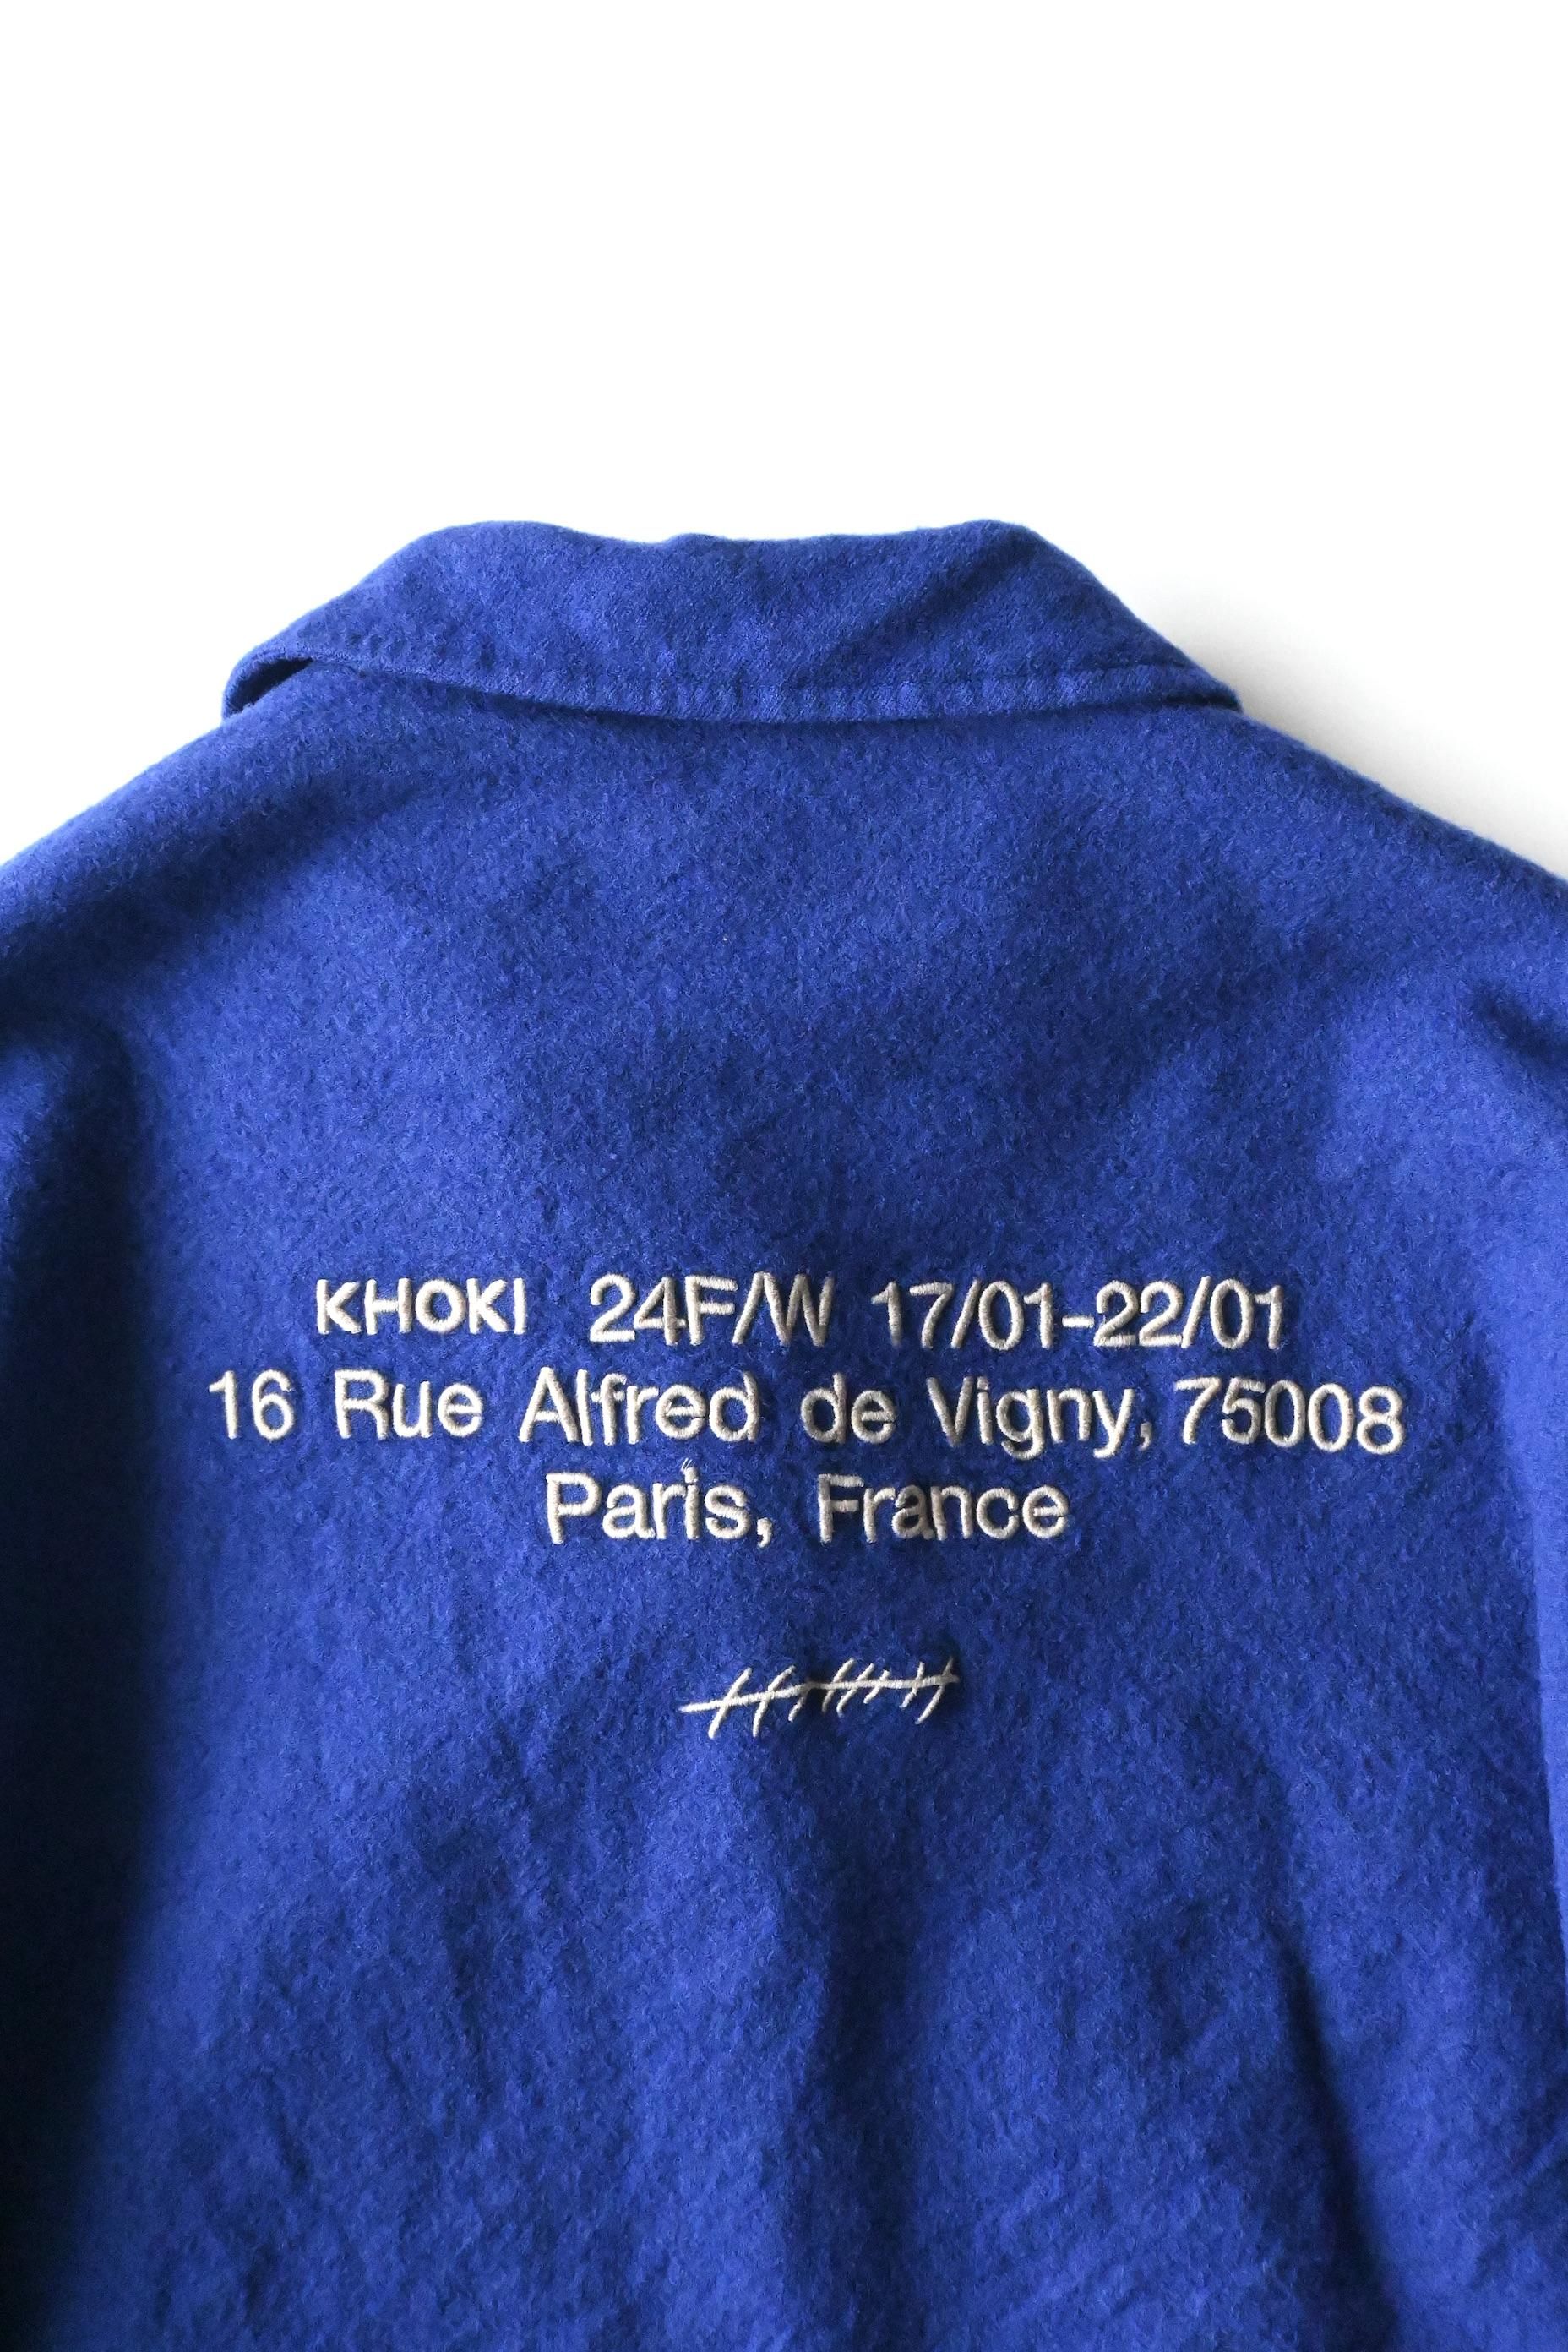 KHOKI 24F/W 17/01-22/01
16 Rue Alfred de Vigny, 75008
Paris, France